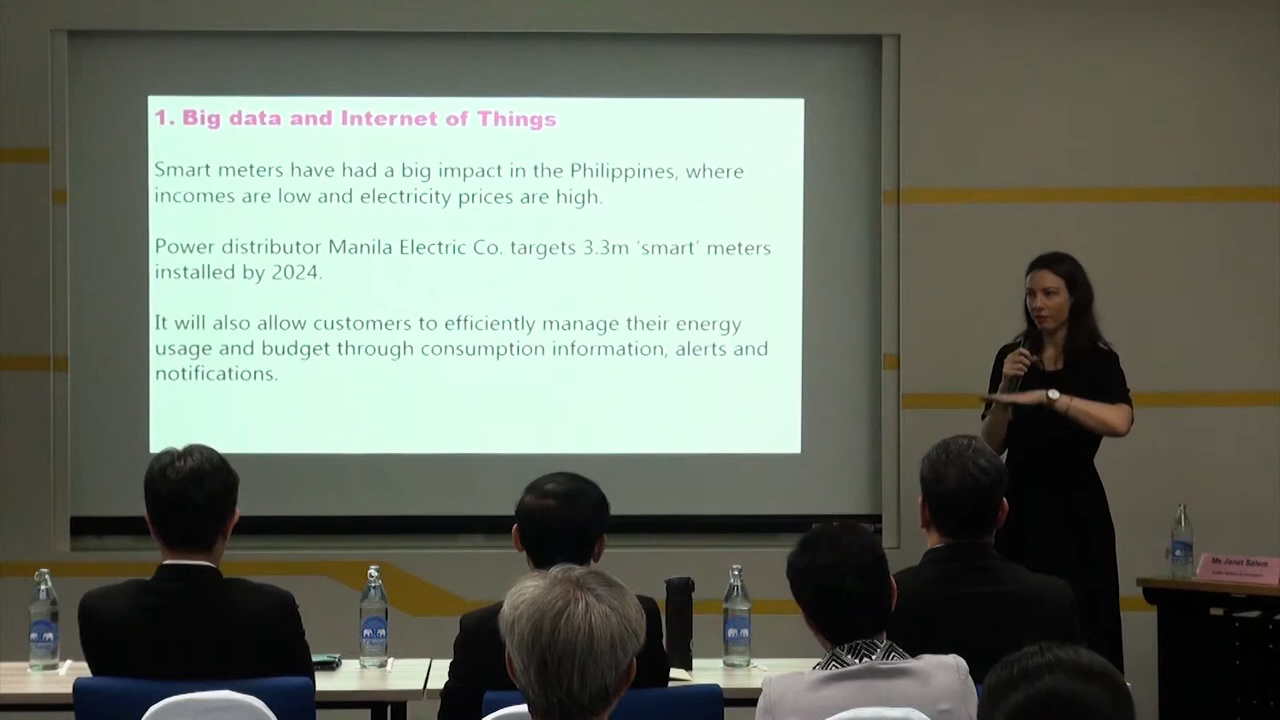 1. Big data and Internet of Things
Smart meters have had a big impact in the Philippines, where
incomes are low and electricity prices are high.
Power distributor Manila Electric Co. targets 3.3m ‘smart’ meters
installed by 2024.
It will also allow customers to efficiently manage their energy
usage and budget through consumption information, alerts and
notifications.
Ms Janet Salem